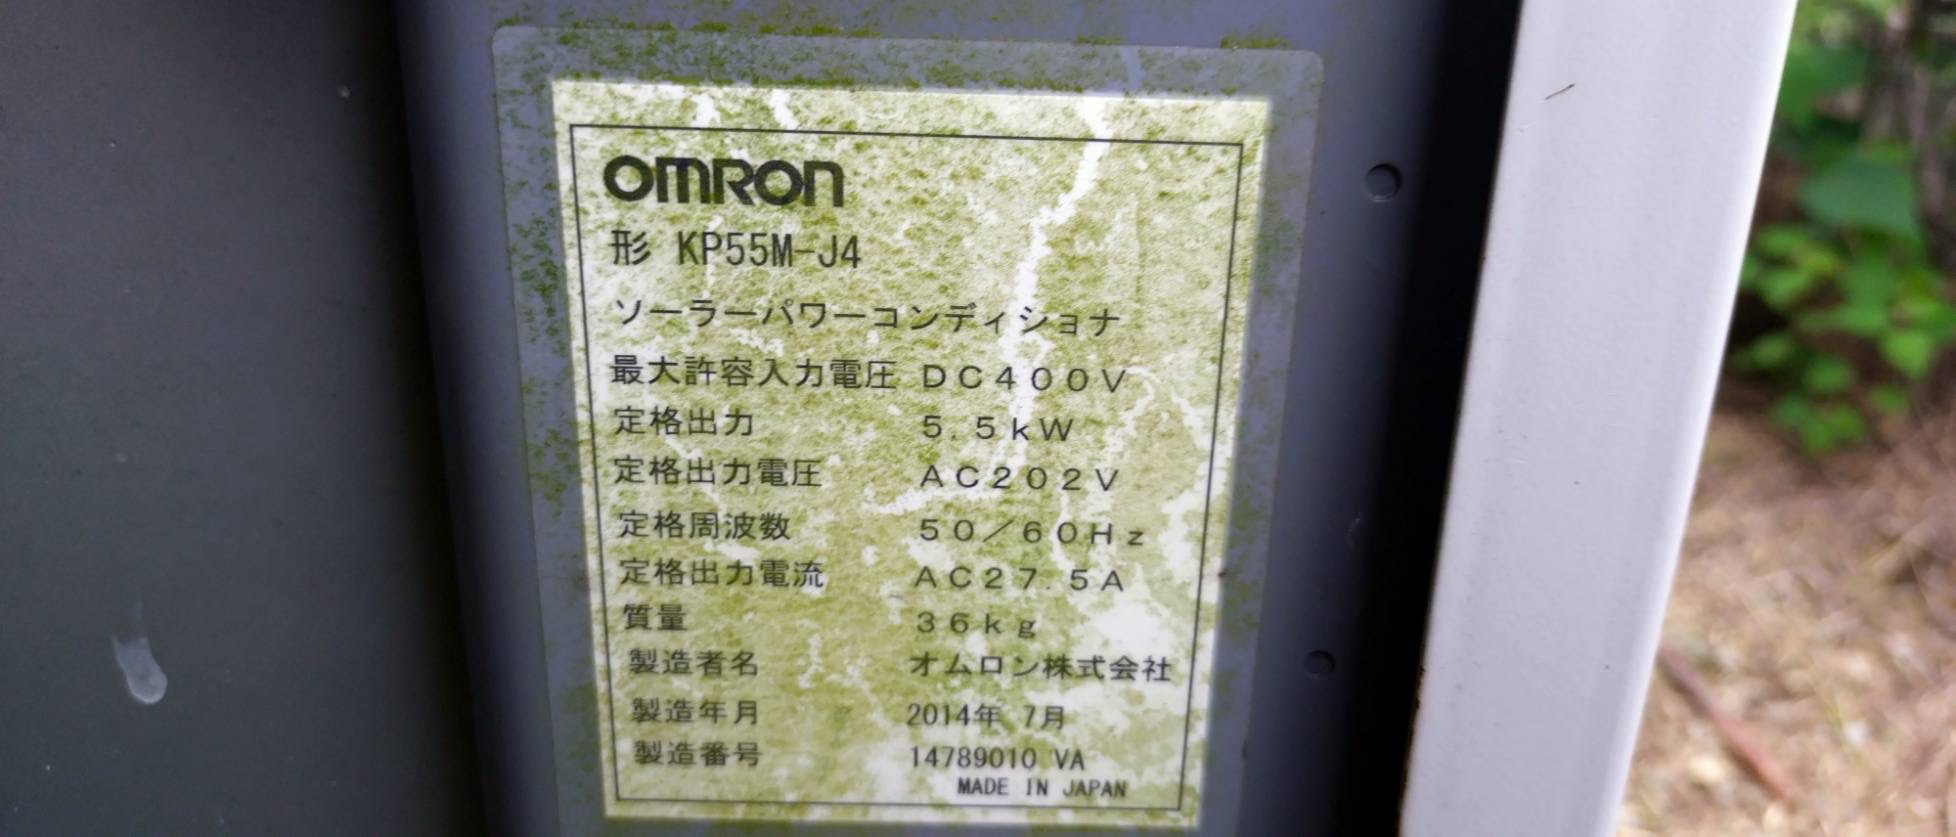 OMRON
形 KP55M-J4
ソーラーパワーコンディショナ
最大許容入力電圧 DC400V
定格出力 5.5kW
定格出力電圧 AC202V
定格周波数 50/60Hz
定格出力電流 AC27.5A
質量 36kg
製造者名 オムロン株式会社
製造年月 2014年 7月
製造番号 14789010 VA
MADE IN JAPAN